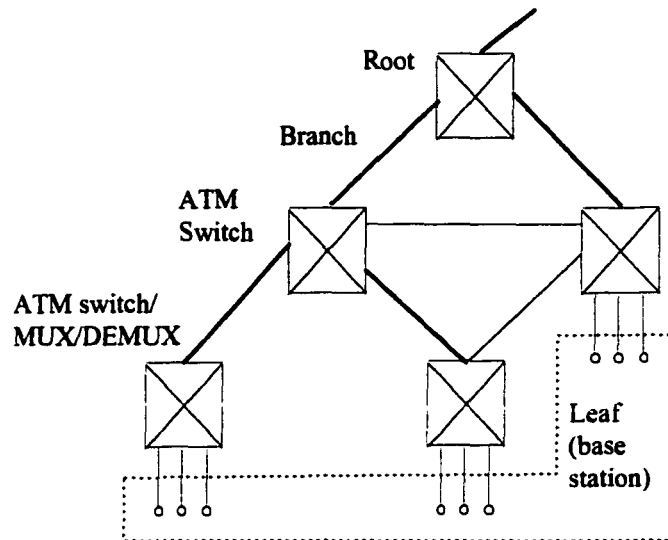 Root
Branch
ATM
Switch
ATM switch/
MUX/DEMUX
Leaf
(base
station)